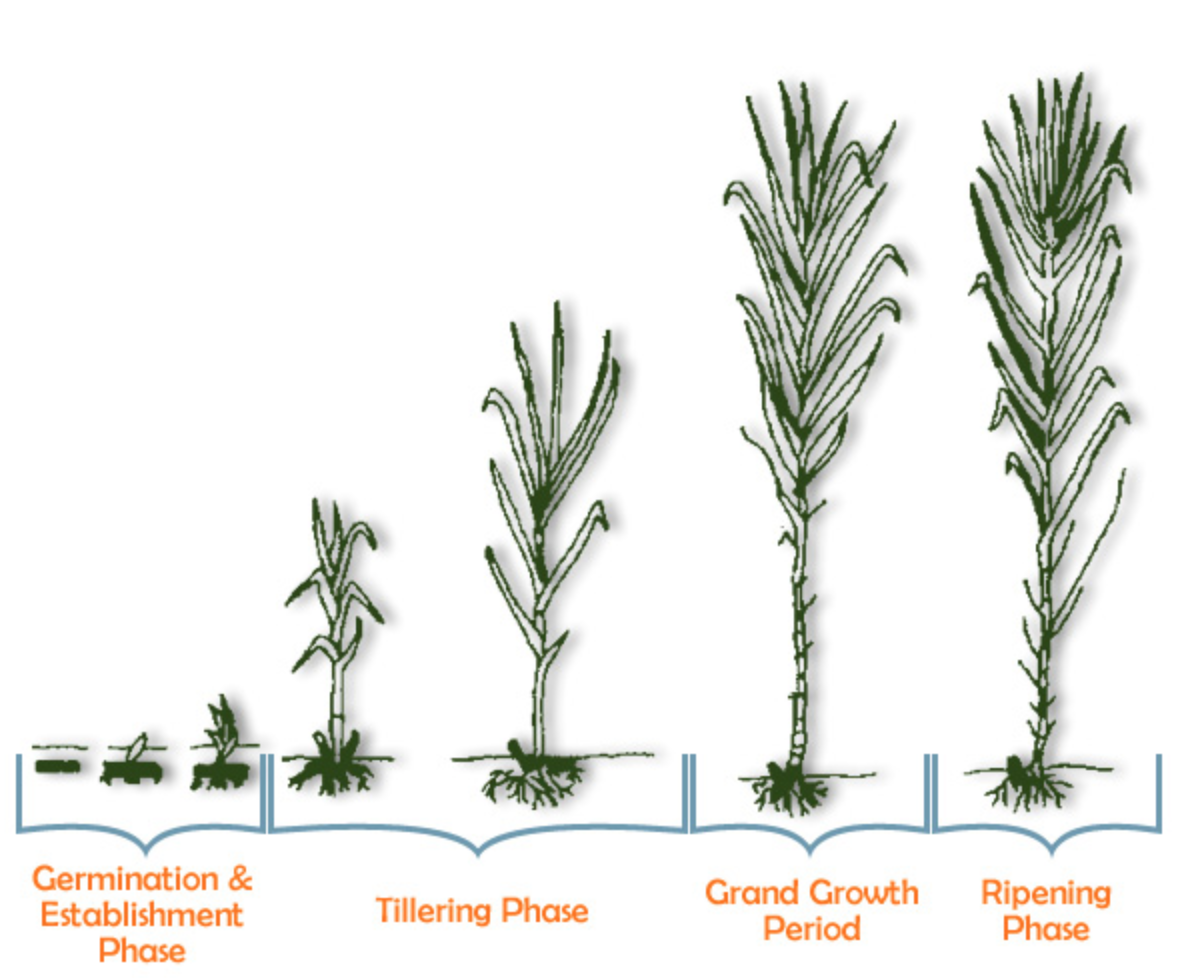 Germination &
Establishment
Phase
Tillering Phase
Grand Growth
Period
Ripening
Phase